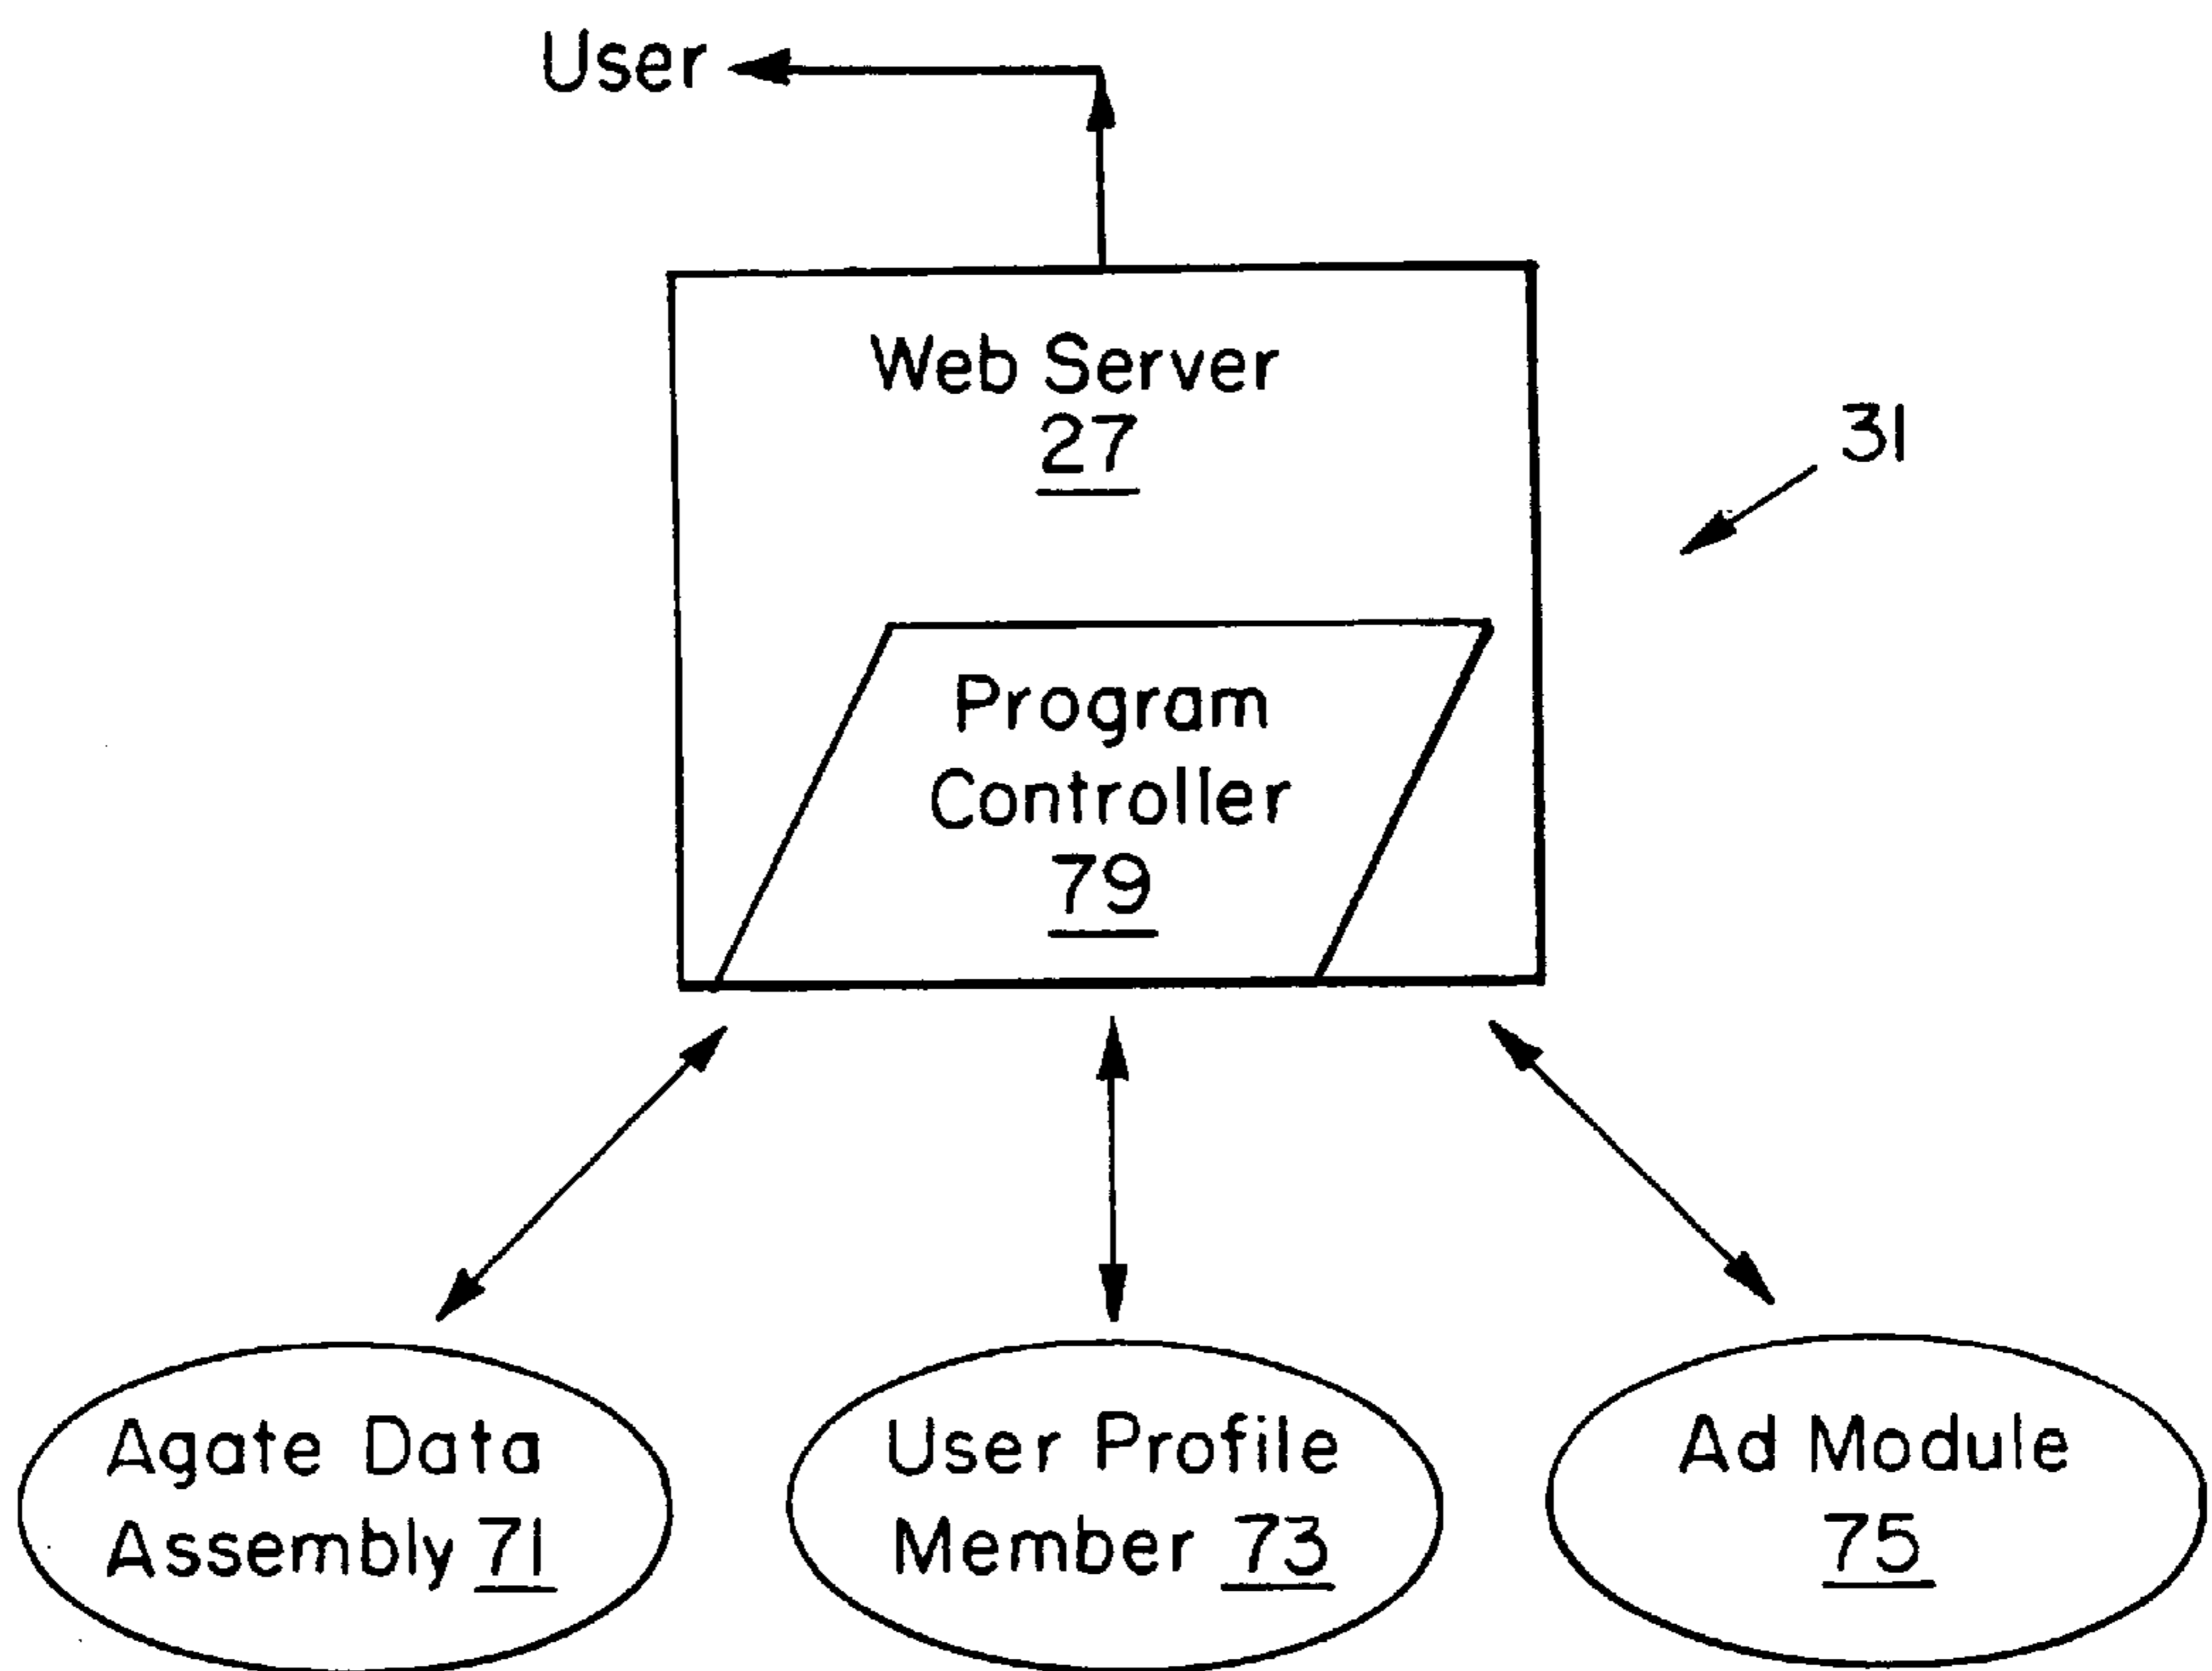 User
Web Server
27
31
Program
Controller
79
Agate Data
Assembly 71
User Profile
Member 73
Ad Module
75